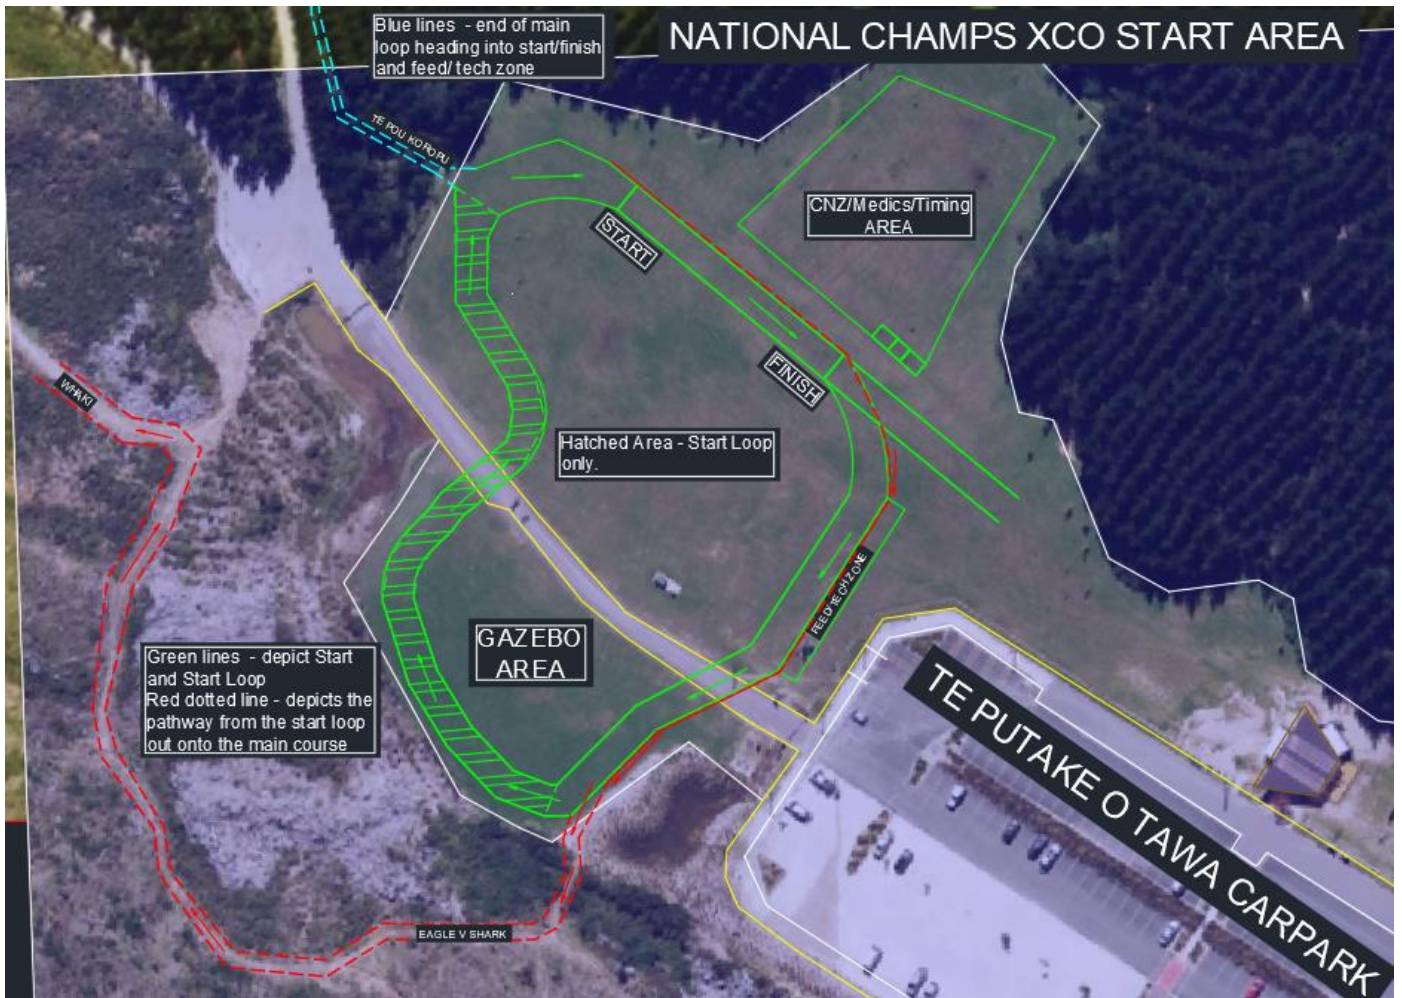 Blue lines - end of main
loop heading into start/finish
and feed/ tech zone
NATIONAL CHAMPS XCO START AREA
TE POU KOROPU
CNZ/Medics/Timing
AREA
START
FINISH
WHAKI
Hatched Area - Start Loop
only.
FEED/TECH ZONE
GAZEBO
AREA
Green lines - depict Start
and Start Loop
Red dotted line - depicts the
pathway from the start loop
out onto the main course
TE PUTAKE O TAWA CARPARK
EAGLE V SHARK